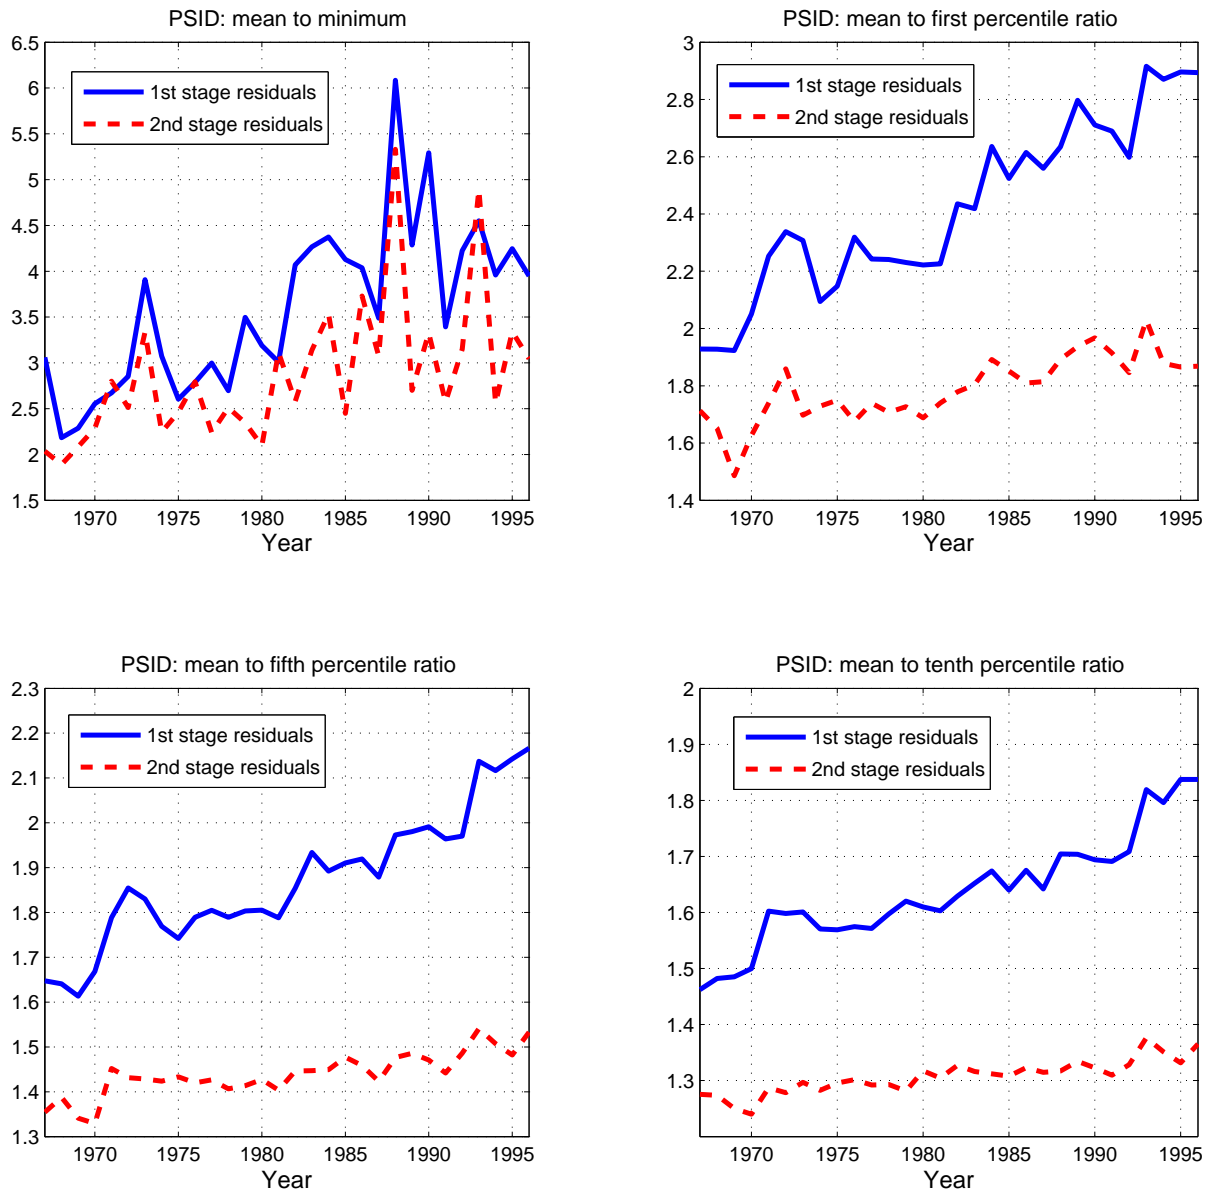 PSID: mean to minimum
6.5
6
5.5
5
4.5
4
3.5
3
2.5
2
1.5
1st stage residuals
2nd stage residuals
1970 1975 1980 1985 1990 1995
Year
PSID: mean to first percentile ratio
3
2.8
2.6
2.4
2.2
2
1.8
1.6
1.4
1st stage residuals
2nd stage residuals
1970 1975 1980 1985 1990 1995
Year
PSID: mean to fifth percentile ratio
2.3
2.2
2.1
2
1.9
1.8
1.7
1.6
1.5
1.4
1.3
1st stage residuals
2nd stage residuals
1970 1975 1980 1985 1990 1995
Year
PSID: mean to tenth percentile ratio
2
1.9
1.8
1.7
1.6
1.5
1.4
1.3
1st stage residuals
2nd stage residuals
1970 1975 1980 1985 1990 1995
Year